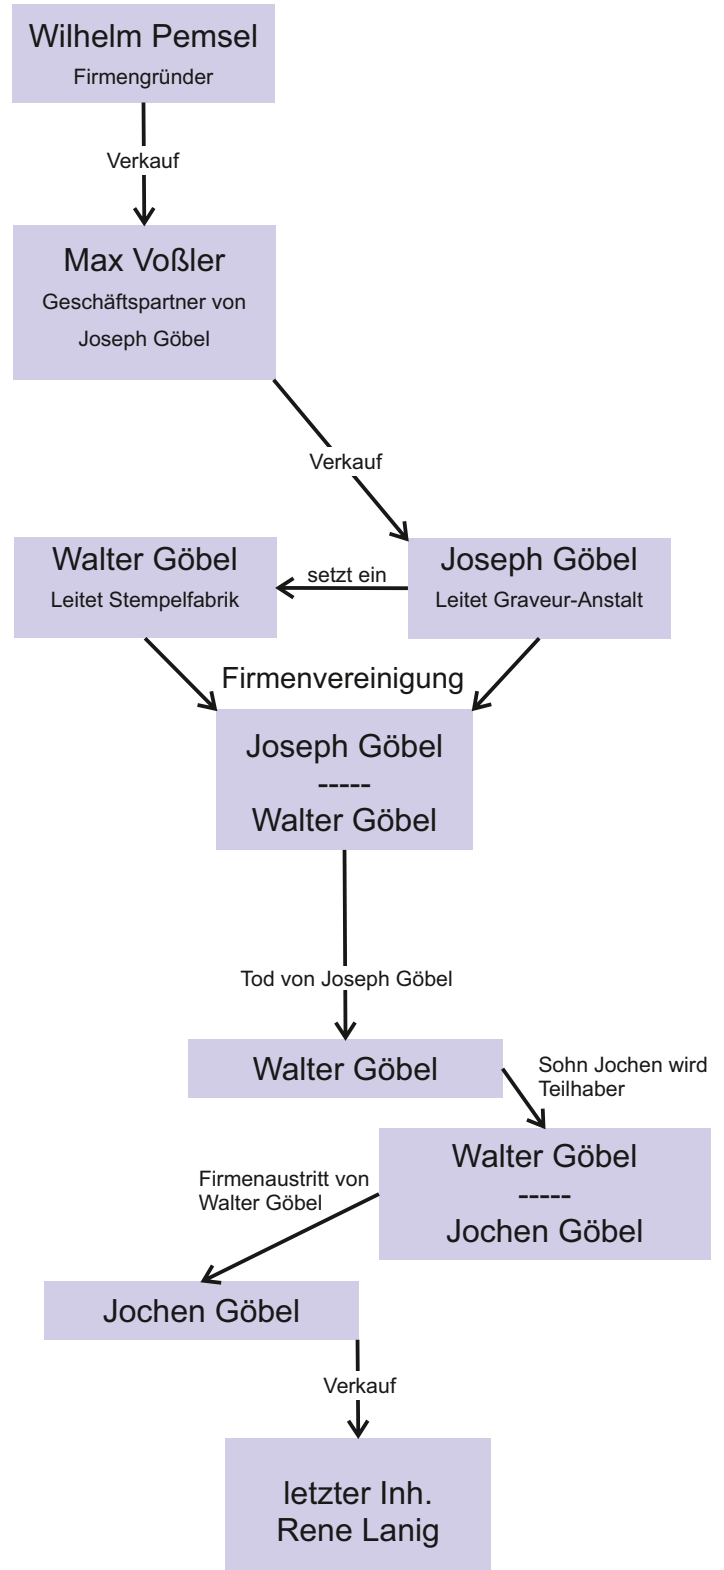 Wilhelm Pemsel
Firmengründer
Verkauf
Max Voßler
Geschäftspartner von
Joseph Göbel
Verkauf
Walter Göbel
Leitet Stempelfabrik
setzt ein
Joseph Göbel
Leitet Graveur-Anstalt
Firmenvereinigung
Joseph Göbel
-----
Walter Göbel
Tod von Joseph Göbel
Walter Göbel
Sohn Jochen wird
Teilhaber
Walter Göbel
-----
Jochen Göbel
Firmenaustritt von
Walter Göbel
Jochen Göbel
Verkauf
letzter Inh.
Rene Lanig